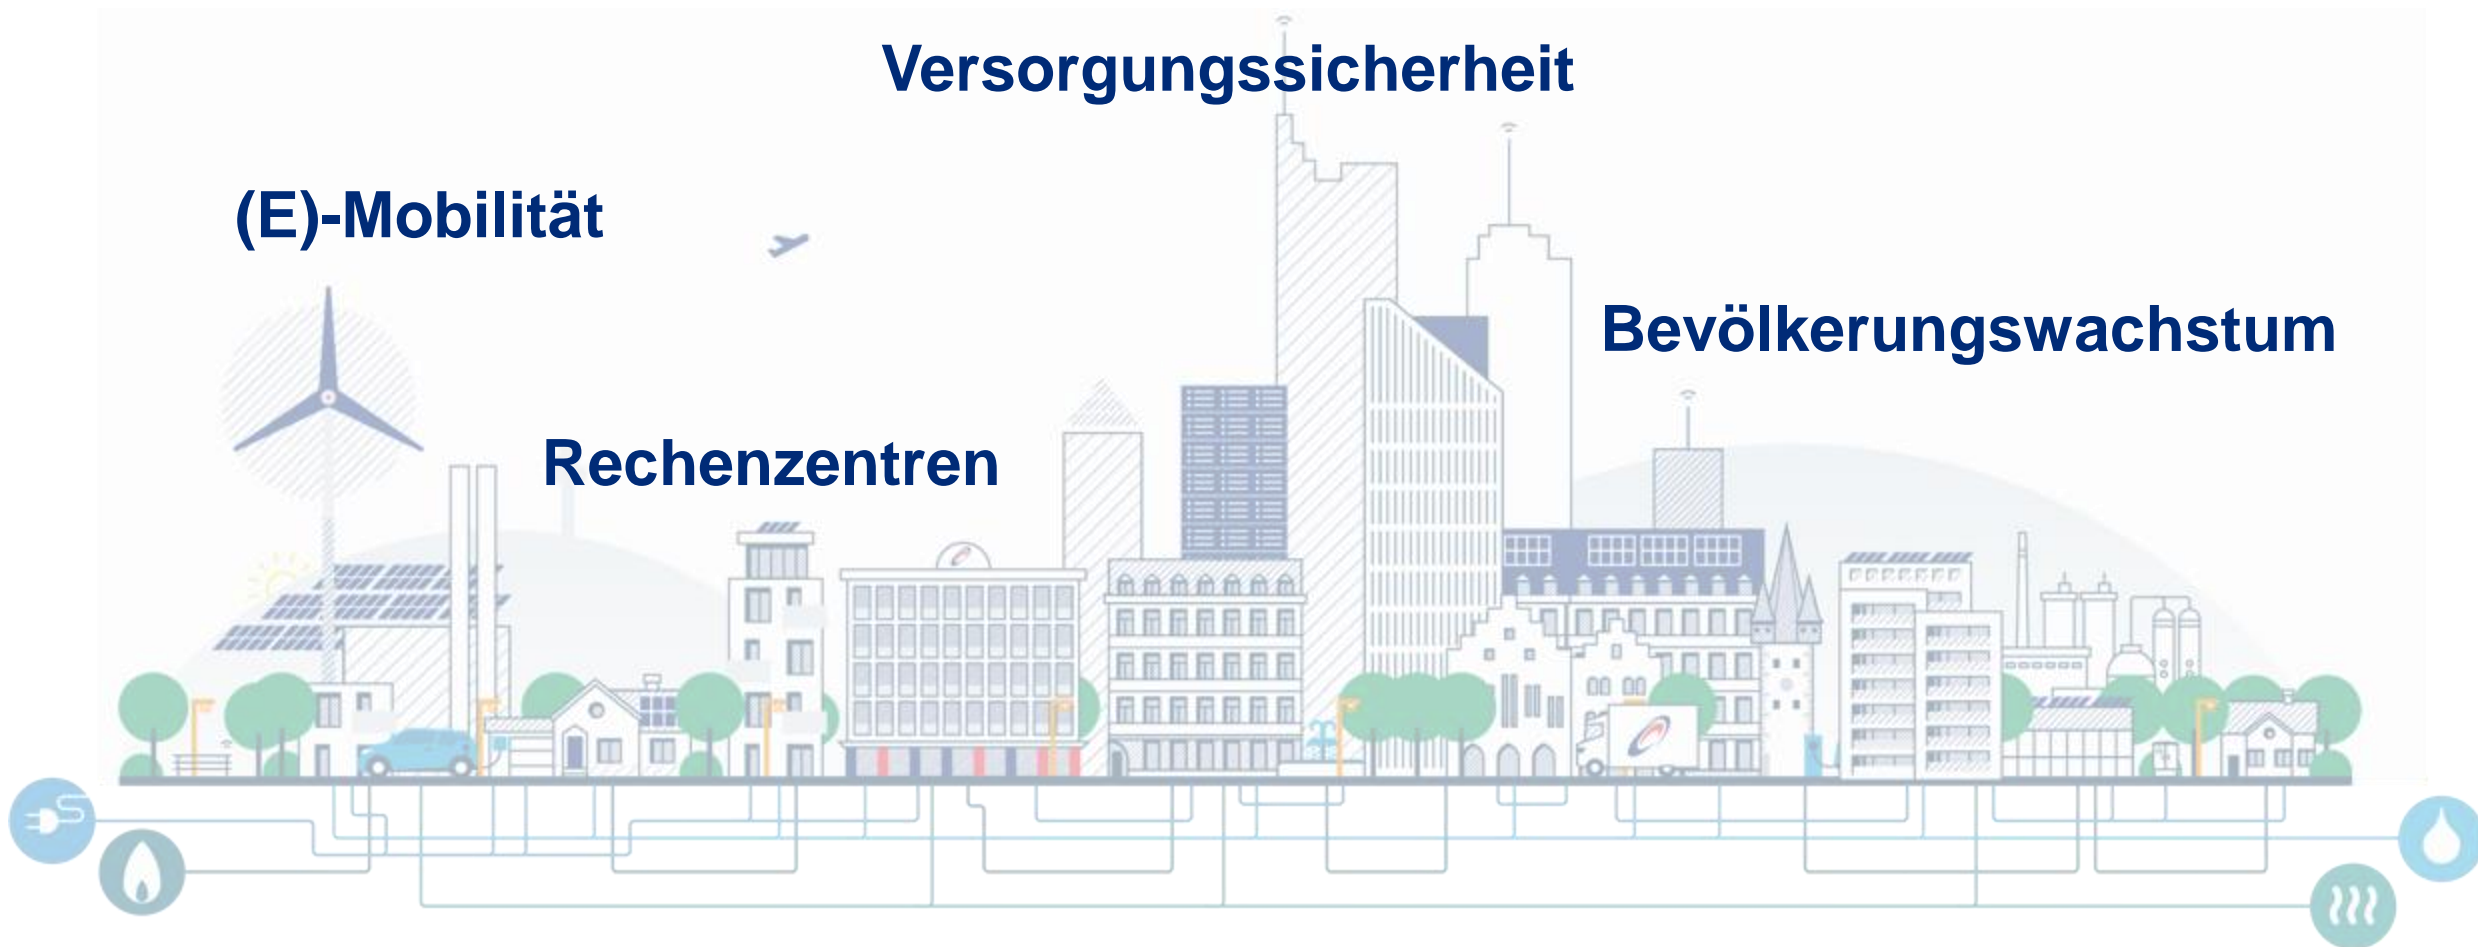 Versorgungssicherheit
(E)-Mobilität
Bevölkerungswachstum
Rechenzentren